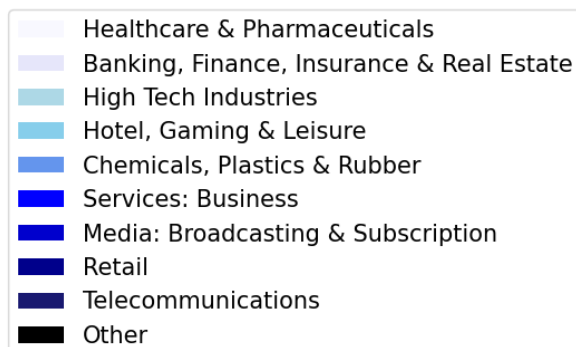 Healthcare & Pharmaceuticals
Banking, Finance, Insurance & Real Estate
High Tech Industries
Hotel, Gaming & Leisure
Chemicals, Plastics & Rubber
Services: Business
Media: Broadcasting & Subscription
Retail
Telecommunications
Other